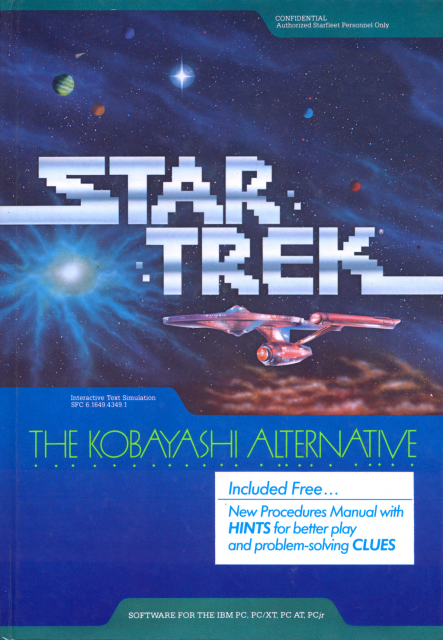 CONFIDENTIAL
Authorized Starfleet Personnel Only
STAR
TREK
Interactive Text Simulation
SFC 6.1649.4349.1
THE KOBAYASHI ALTERNATIVE
Included Free...
New Procedures Manual with
HINTS for better play
and problem-solving CLUES
SOFTWARE FOR THE IBM PC, PC/XT, PC AT, PCjr